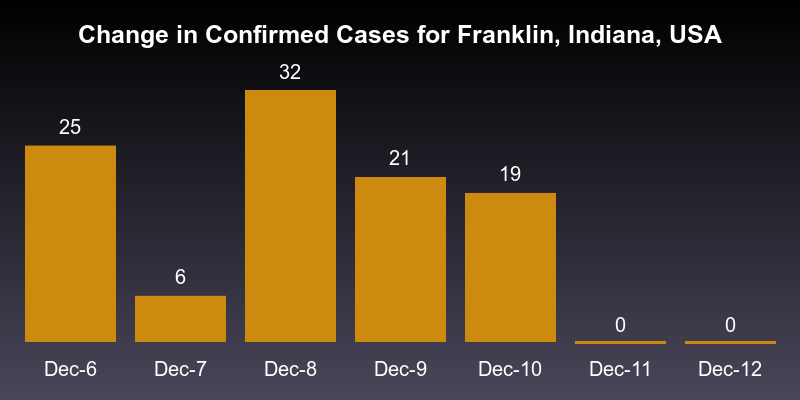 Change in Confirmed Cases for Franklin, Indiana, USA
32
25
21
19
6
0
0
Dec-6
Dec-7
Dec-8
Dec-9
Dec-10
Dec-11
Dec-12